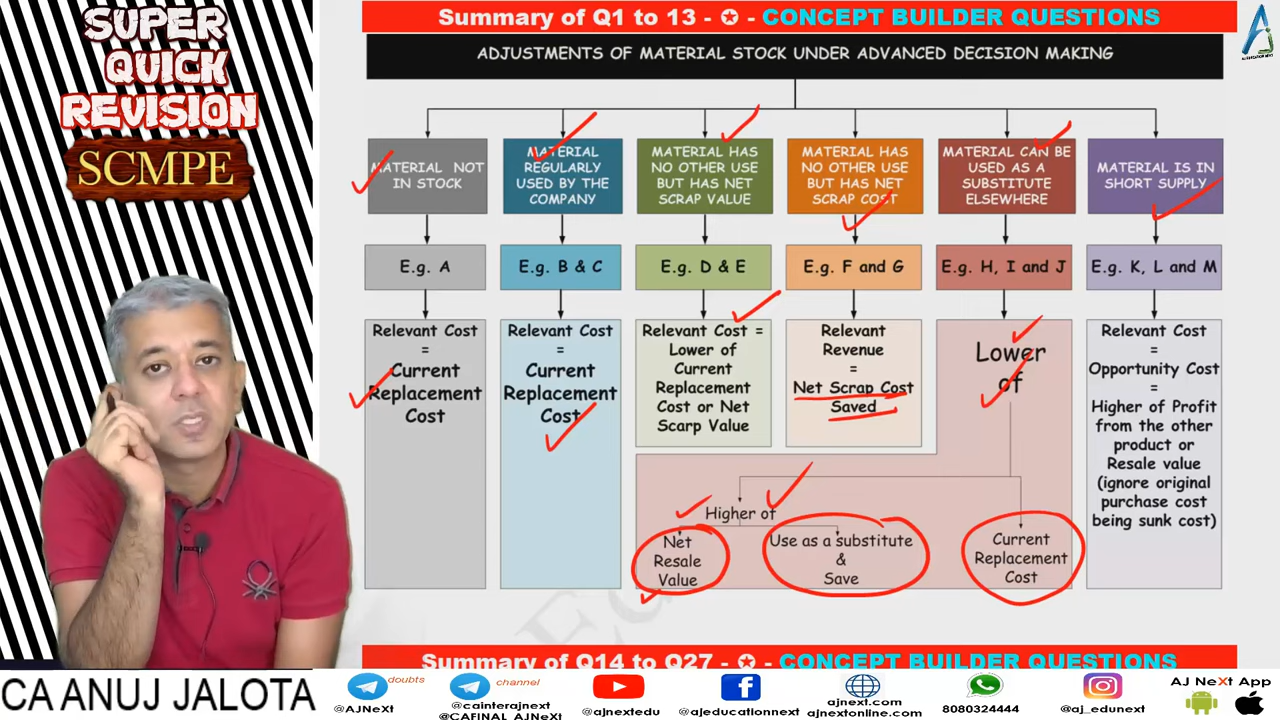 SUPER
QUICK
REVISION
SCMPE
Summary of Q1 to 13 - ✪ - CONCEPT BUILDER QUESTIONS
ADJUSTMENTS OF MATERIAL STOCK UNDER ADVANCED DECISION MAKING
MATERIAL NOT
IN STOCK
MATERIAL
REGULARLY
USED BY THE
COMPANY
MATERIAL HAS
NO OTHER USE
BUT HAS NET
SCRAP VALUE
MATERIAL HAS
NO OTHER USE
BUT HAS NET
SCRAP COST
MATERIAL CAN BE
USED AS A
SUBSTITUTE
ELSEWHERE
MATERIAL IS IN
SHORT SUPPLY
E.g. A
E.g. B & C
E.g. D & E
E.g. F and G
E.g. H, I and J
E.g. K, L and M
Relevant Cost
=
Current
Replacement
Cost
Relevant Cost
=
Current
Replacement
Cost
Relevant Cost =
Lower of
Current
Replacement
Cost or Net
Scarp Value
Relevant
Revenue
=
Net Scrap Cost
Saved
Lower
of
Higher of
Net
Resale
Value
Use as a substitute
&
Save
Current
Replacement
Cost
Relevant Cost
=
Opportunity Cost
=
Higher of Profit
from the other
product or
Resale value
(ignore original
purchase cost
being sunk cost)
Summary of Q14 to Q27 - ✪ - CONCEPT BUILDER QUESTIONS
CA ANUJ JALOTA
doubts
@AJNeXt
channel
@cainterajnext
@CAFINAL_AJNeXt
@ajnextedu
@ajeducationnext
ajnext.com
ajnextonline.com
8080324444
@aj_edunext
AJ NeXt App